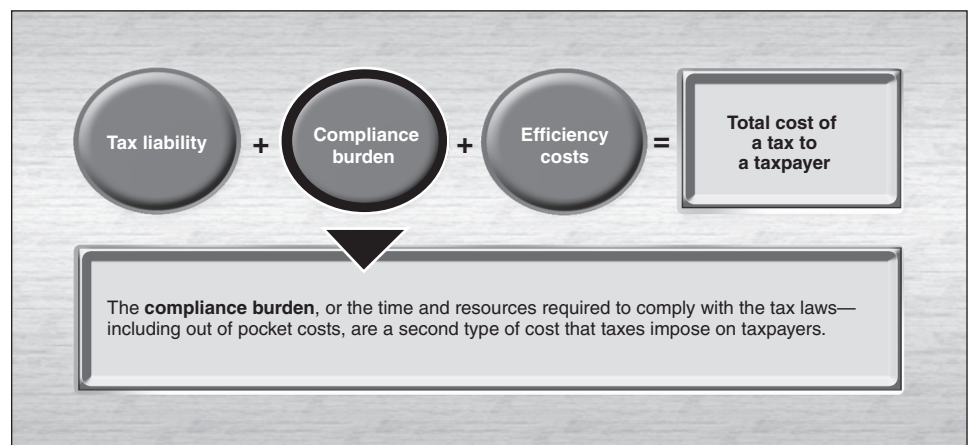 Tax liability + Compliance burden + Efficiency costs = Total cost of a tax to a taxpayer
The compliance burden, or the time and resources required to comply with the tax laws—
including out of pocket costs, are a second type of cost that taxes impose on taxpayers.